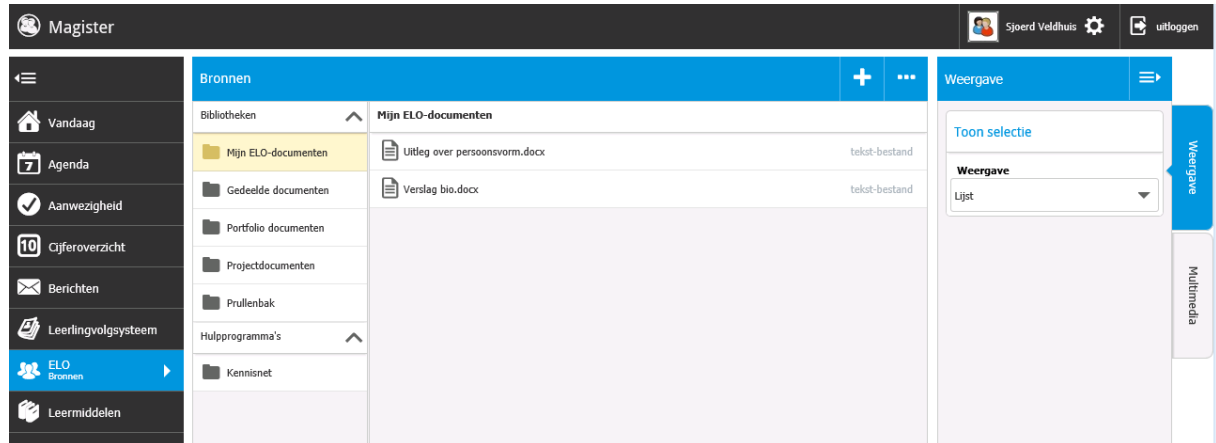 Magister
Sjoerd Veldhuis
uitloggen
Vandaag
7 Agenda
Aanwezigheid
10 Cijferoverzicht
Berichten
Leerlingvolgsysteem
ELO
Bronnen
Leermiddelen
Bronnen
Bibliotheken
Mijn ELO-documenten
Gedeelde documenten
Portfolio documenten
Projectdocumenten
Prullenbak
Hulpprogramma's
Kennisnet
Mijn ELO-documenten
Uitleg over persoonsvorm.docx tekst-bestand
Verslag bio.docx tekst-bestand
Weergave
Toon selectie
Weergave
Lijst
Weergave
Multimedia